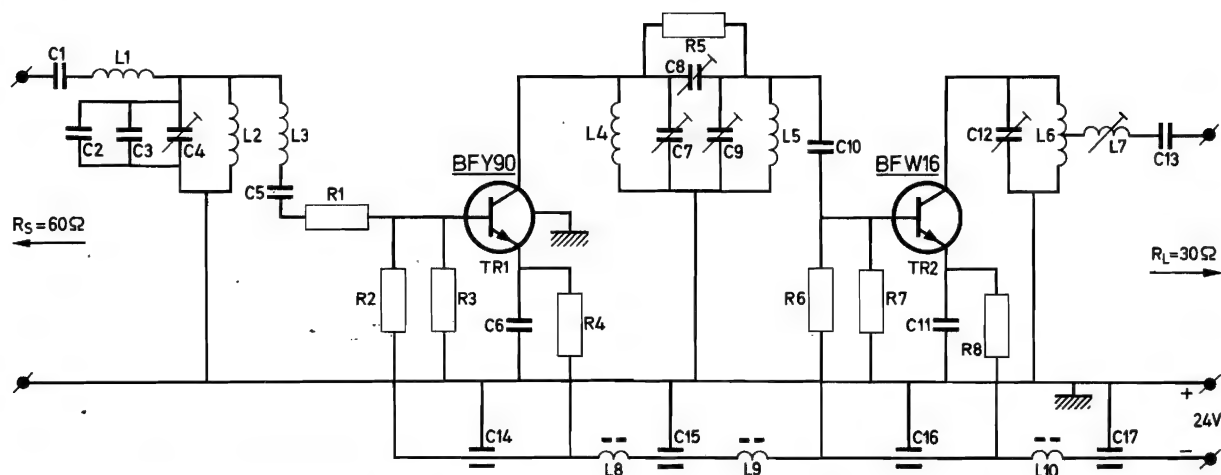 R5
C1
L1
C8
C2
C3
C4
L2
L3
L4
C7
C9
L5
C10
C12
L6
L7
C13
BFY90
BFW16
C5
R1
RS=60Ω
RL=30Ω
TR1
TR2
R2
R3
C6
R4
R6
R7
C11
R8
+
24V
−
C14
C15
C16
C17
L8
L9
L10